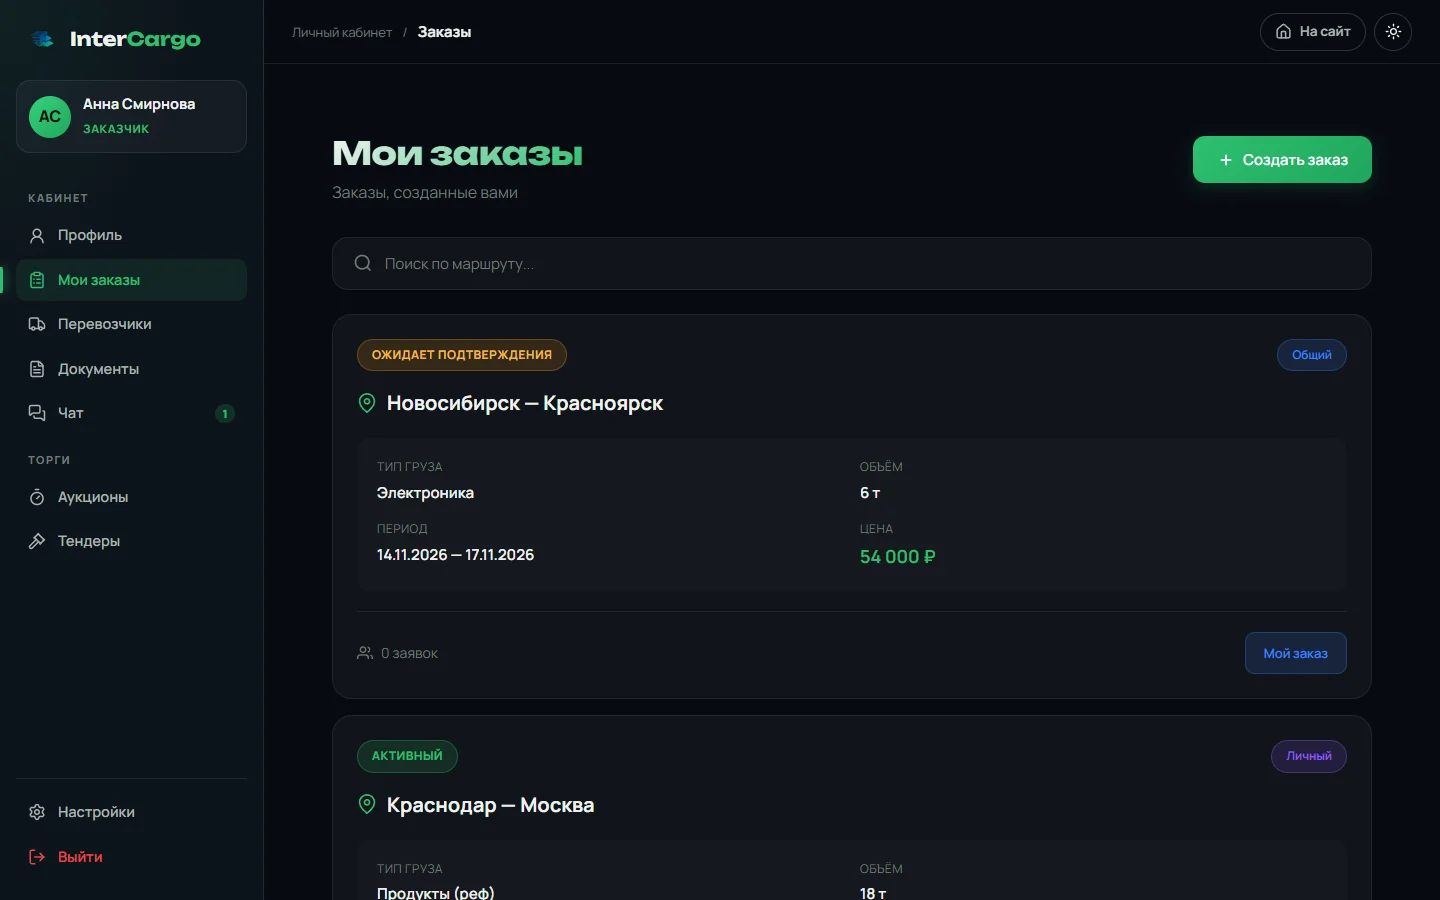 InterCargo
Личный кабинет / Заказы
На сайт
АС
Анна Смирнова
ЗАКАЗЧИК
КАБИНЕТ
Профиль
Мои заказы
Перевозчики
Документы
Чат
1
ТОРГИ
Аукционы
Тендеры
Настройки
Выйти
Мои заказы
Заказы, созданные вами
+ Создать заказ
Поиск по маршруту...
ОЖИДАЕТ ПОДТВЕРЖДЕНИЯ
Общий
Новосибирск — Красноярск
ТИП ГРУЗА
Электроника
ОБЪЁМ
6 т
ПЕРИОД
14.11.2026 — 17.11.2026
ЦЕНА
54 000 ₽
0 заявок
Мой заказ
АКТИВНЫЙ
Личный
Краснодар — Москва
ТИП ГРУЗА
Продукты (реф)
ОБЪЁМ
18 т